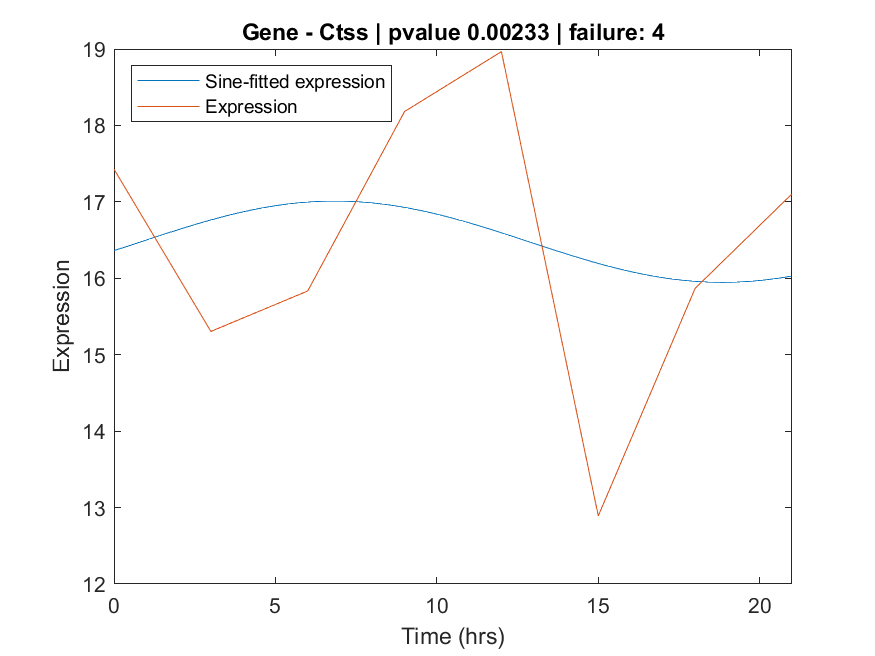 Gene - Ctss | pvalue 0.00233 | failure: 4
19
18
17
16
15
14
13
12
Expression
Sine-fitted expression
Expression
0
5
10
15
20
Time (hrs)